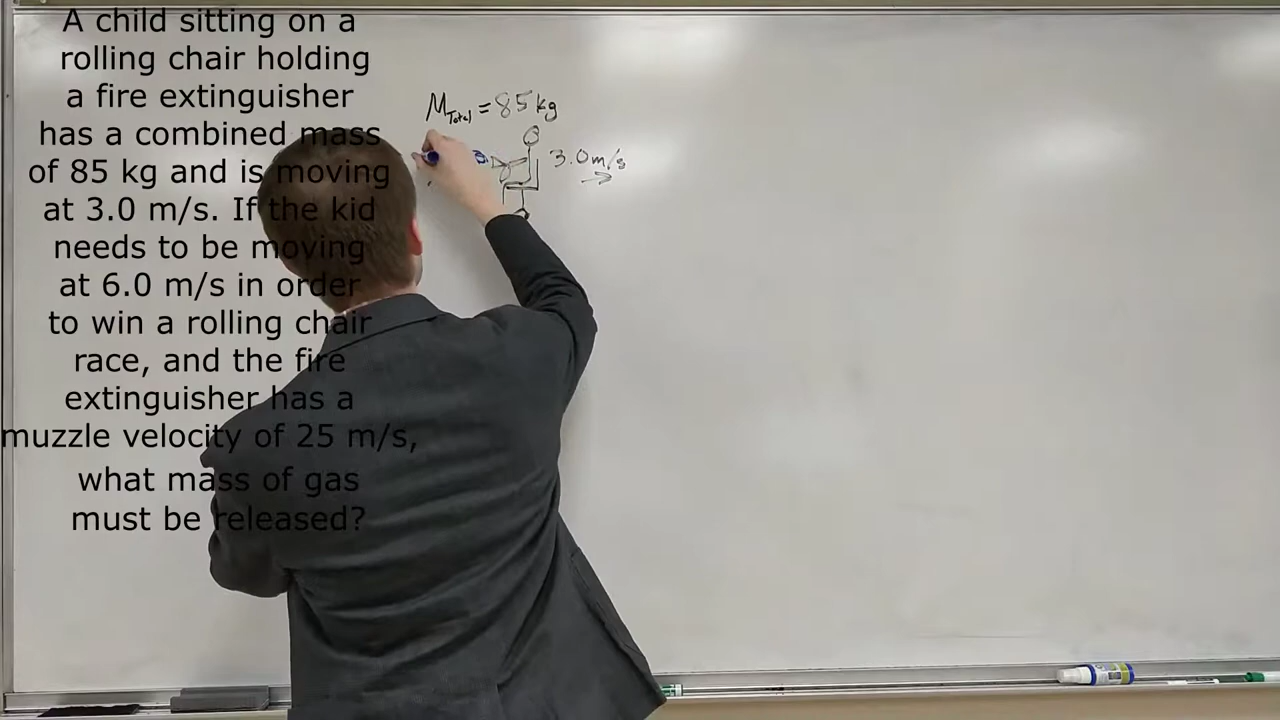 A child sitting on a
rolling chair holding
a fire extinguisher
has a combined mass
of 85 kg and is moving
at 3.0 m/s. If the kid
needs to be moving
at 6.0 m/s in order
to win a rolling chair
race, and the fire
extinguisher has a
muzzle velocity of 25 m/s,
what mass of gas
must be released?
M_Total = 85 kg
3.0 m/s